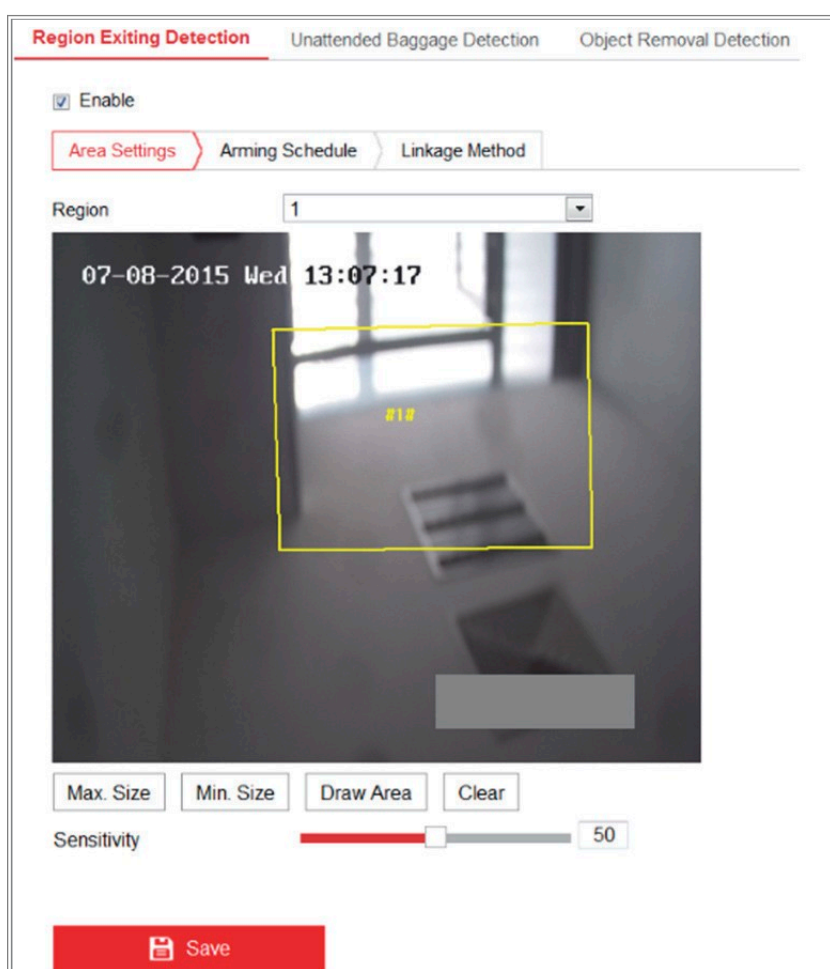 Region Exiting Detection Unattended Baggage Detection Object Removal Detection
Enable
Area Settings Arming Schedule Linkage Method
Region 1
07-08-2015 Wed 13:07:17
#1#
Max. Size Min. Size Draw Area Clear
Sensitivity 50
Save